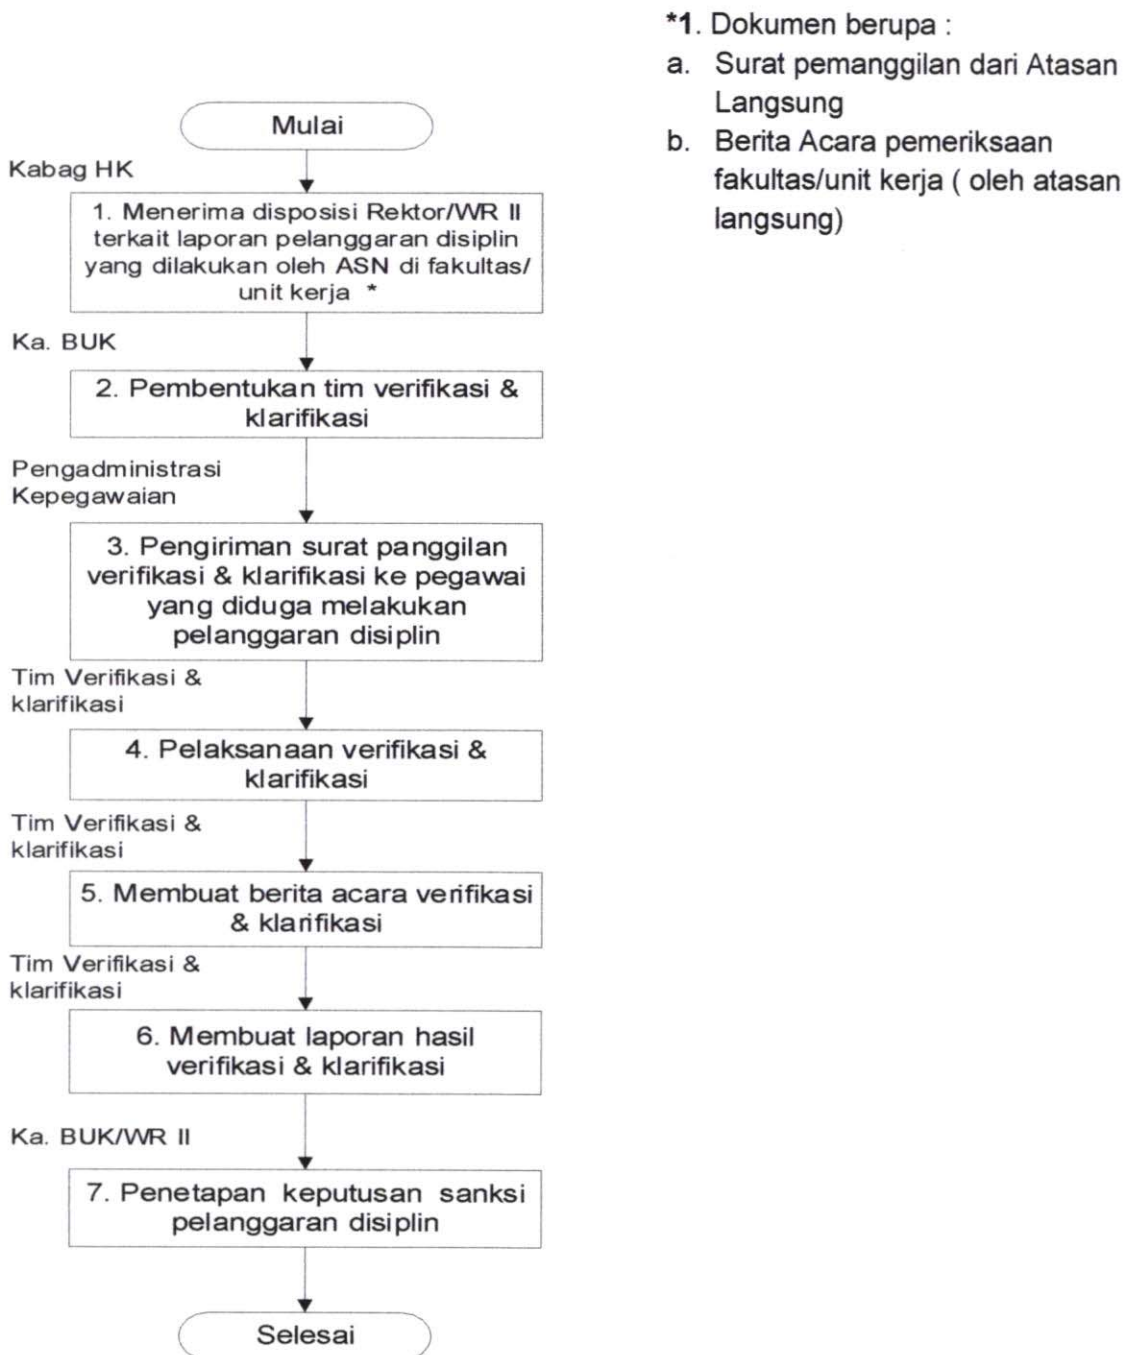 *1. Dokumen berupa :
a. Surat pemanggilan dari Atasan
Langsung
b. Berita Acara pemeriksaan
fakultas/unit kerja ( oleh atasan
langsung)
Mulai
Kabag HK
1. Menerima disposisi Rektor/WR II
terkait laporan pelanggaran disiplin
yang dilakukan oleh ASN di fakultas/
unit kerja *
Ka. BUK
2. Pembentukan tim verifikasi &
klarifikasi
Pengadministrasi
Kepegawaian
3. Pengiriman surat panggilan
verifikasi & klarifikasi ke pegawai
yang diduga melakukan
pelanggaran disiplin
Tim Verifikasi &
klarifikasi
4. Pelaksanaan verifikasi &
klarifikasi
Tim Verifikasi &
klarifikasi
5. Membuat berita acara verifikasi
& klarifikasi
Tim Verifikasi &
klarifikasi
6. Membuat laporan hasil
verifikasi & klarifikasi
Ka. BUK/WR II
7. Penetapan keputusan sanksi
pelanggaran disiplin
Selesai